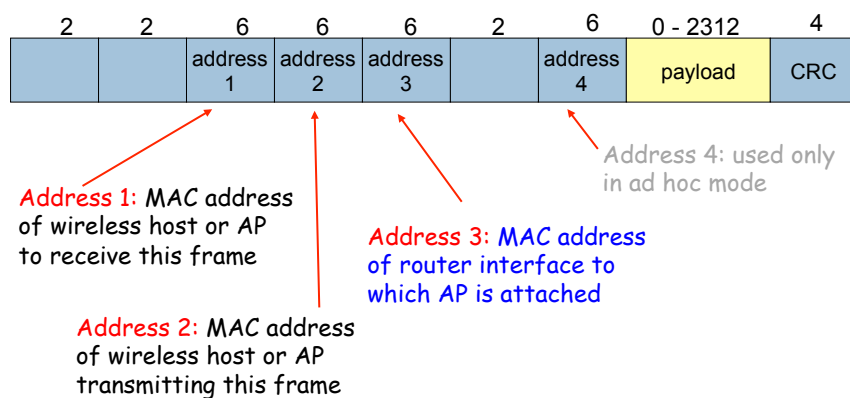 2 2 6 6 6 2 6 0 - 2312 4
address 1
address 2
address 3
address 4
payload
CRC
Address 4: used only
in ad hoc mode
Address 1: MAC address
of wireless host or AP
to receive this frame
Address 3: MAC address
of router interface to
which AP is attached
Address 2: MAC address
of wireless host or AP
transmitting this frame